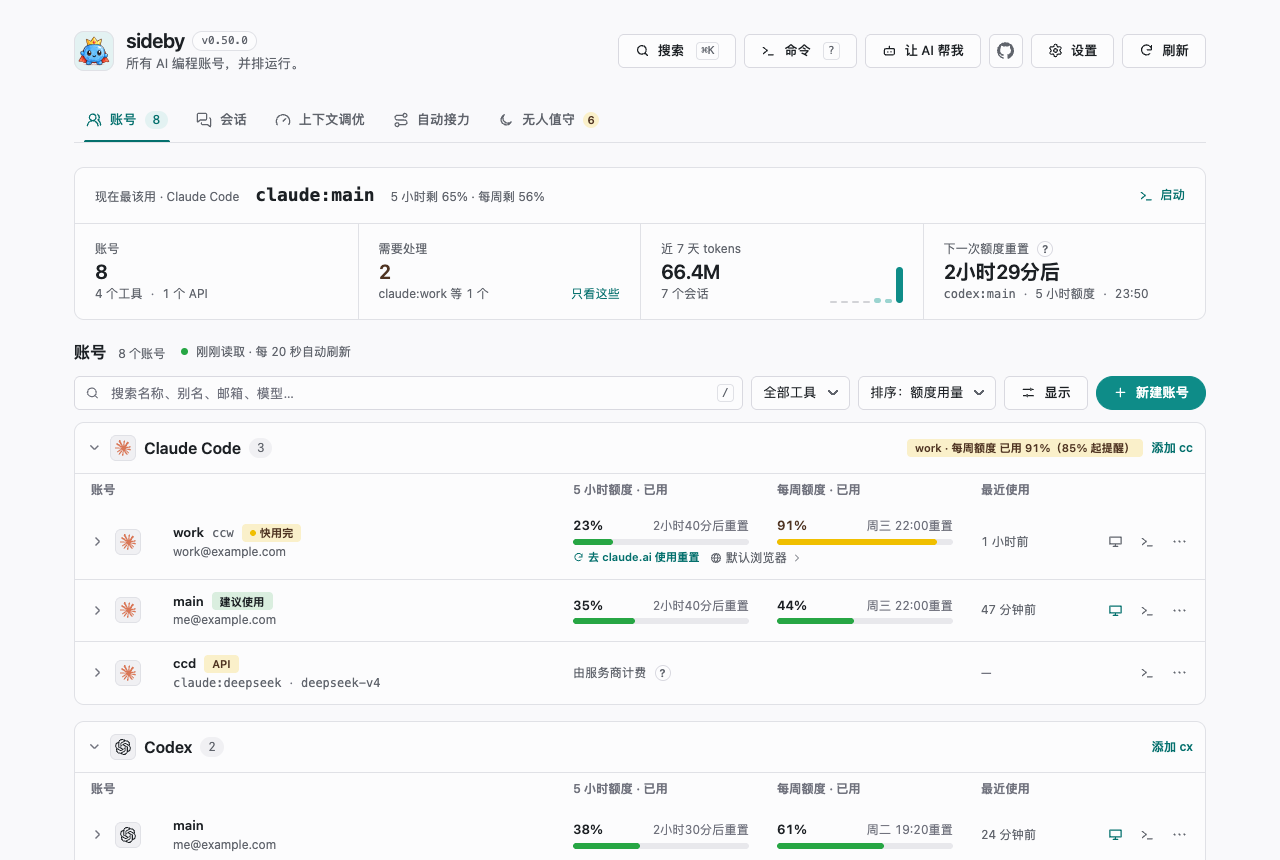 sideby v0.50.0
所有 AI 编程账号，并排运行。
搜索 ⌘K
命令 ?
让 AI 帮我
设置
刷新
账号 8
会话
上下文调优
自动接力
无人值守 6
现在最该用 · Claude Code claude:main 5 小时剩 65% · 每周剩 56%
启动
账号
8
4 个工具 · 1 个 API
需要处理
2
claude:work 等 1 个 只看这些
近 7 天 tokens
66.4M
7 个会话
下一次额度重置 ?
2小时29分后
codex:main · 5 小时额度 · 23:50
账号 8 个账号 刚刚读取 · 每 20 秒自动刷新
搜索名称、别名、邮箱、模型... /
全部工具
排序：额度用量
显示
新建账号
Claude Code 3
work · 每周额度 已用 91%（85% 起提醒） 添加 cc
账号 5 小时额度 · 已用 每周额度 · 已用 最近使用
work ccw 快用完
work@example.com
23% 2小时40分后重置
去 claude.ai 使用重置 默认浏览器
91% 周三 22:00重置
1 小时前
main 建议使用
me@example.com
35% 2小时40分后重置
44% 周三 22:00重置
47 分钟前
ccd API
claude:deepseek · deepseek-v4
由服务商计费 ?
—
Codex 2
添加 cx
账号 5 小时额度 · 已用 每周额度 · 已用 最近使用
main
me@example.com
38% 2小时30分后重置
61% 周二 19:20重置
24 分钟前